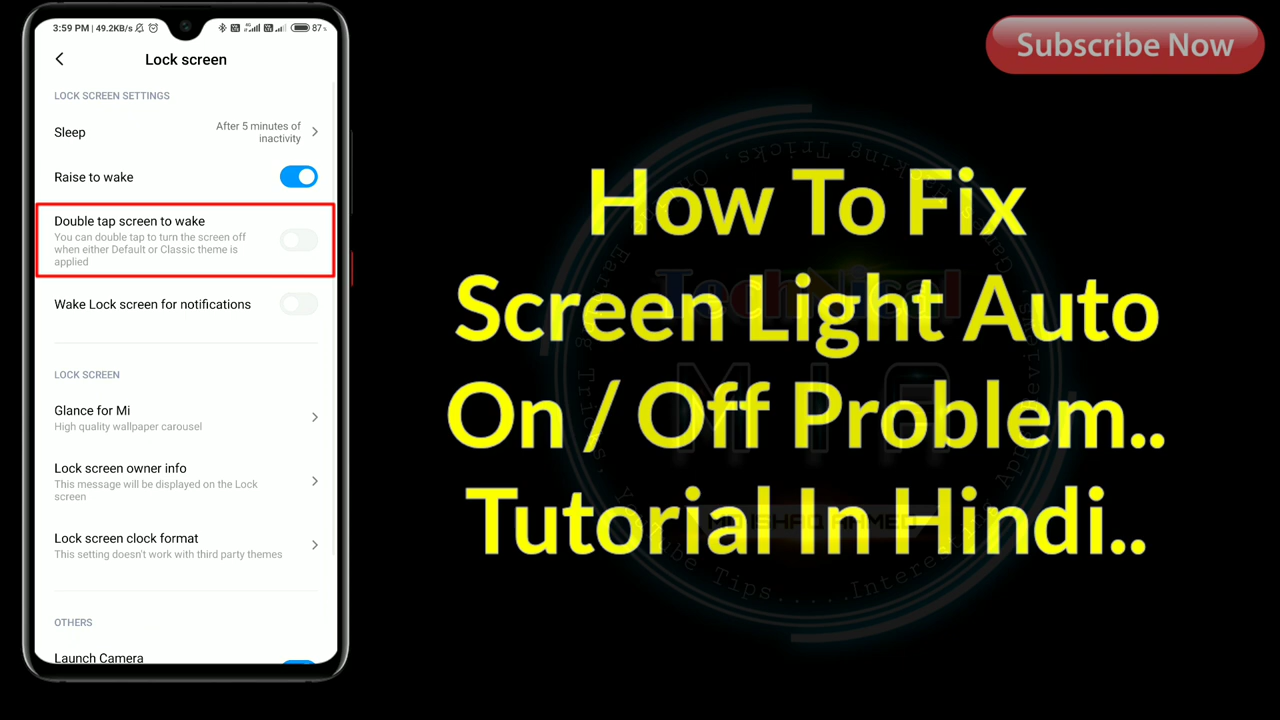 3:59 PM | 49.2KB/s
87%
Lock screen
LOCK SCREEN SETTINGS
Sleep
After 5 minutes of
inactivity
Raise to wake
Double tap screen to wake
You can double tap to turn the screen off
when either Default or Classic theme is
applied
Wake Lock screen for notifications
LOCK SCREEN
Glance for Mi
High quality wallpaper carousel
Lock screen owner info
This message will be displayed on the Lock
screen
Lock screen clock format
This setting doesn't work with third party themes
OTHERS
Launch Camera
Subscribe Now
How To Fix
Screen Light Auto
On / Off Problem..
Tutorial In Hindi..
Technical